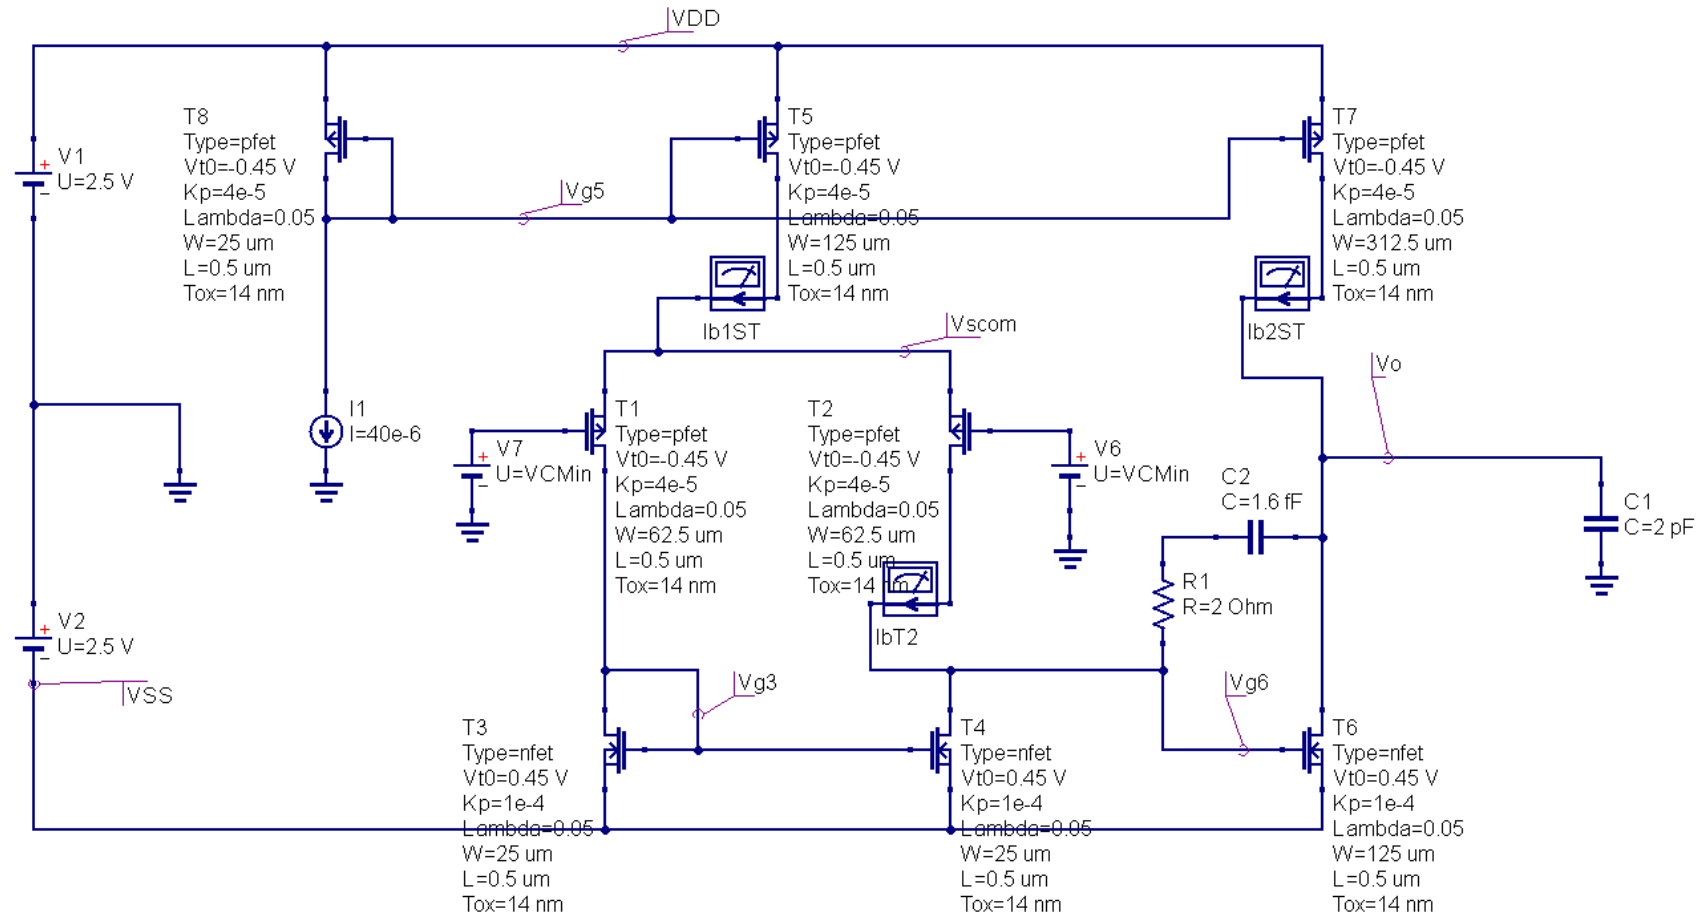 VDD
T8
Type=pfet
Vt0=-0.45 V
Kp=4e-5
Lambda=0.05
W=25 um
L=0.5 um
Tox=14 nm
T5
Type=pfet
Vt0=-0.45 V
Kp=4e-5
Lambda=0.05
W=125 um
L=0.5 um
Tox=14 nm
T7
Type=pfet
Vt0=-0.45 V
Kp=4e-5
Lambda=0.05
W=312.5 um
L=0.5 um
Tox=14 nm
V1
+
U=2.5 V
–
Vg5
Ib1ST
Ib2ST
Vscom
Vo
I1
I=40e-6
T1
Type=pfet
Vt0=-0.45 V
Kp=4e-5
Lambda=0.05
W=62.5 um
L=0.5 um
Tox=14 nm
T2
Type=pfet
Vt0=-0.45 V
Kp=4e-5
Lambda=0.05
W=62.5 um
L=0.5 um
Tox=14 nm
V7
+
U=VCMin
–
V6
+
U=VCMin
–
C2
C=1.6 fF
C1
C=2 pF
R1
R=2 Ohm
IbT2
V2
+
U=2.5 V
–
VSS
Vg3
Vg6
T3
Type=nfet
Vt0=0.45 V
Kp=1e-4
Lambda=0.05
W=25 um
L=0.5 um
Tox=14 nm
T4
Type=nfet
Vt0=0.45 V
Kp=1e-4
Lambda=0.05
W=25 um
L=0.5 um
Tox=14 nm
T6
Type=nfet
Vt0=0.45 V
Kp=1e-4
Lambda=0.05
W=125 um
L=0.5 um
Tox=14 nm